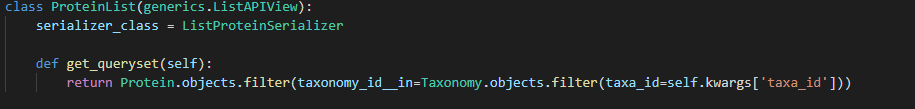 class ProteinList(generics.ListAPIView):
    serializer_class = ListProteinSerializer
    def get_queryset(self):
        return Protein.objects.filter(taxonomy_id__in=Taxonomy.objects.filter(taxa_id=self.kwargs['taxa_id']))